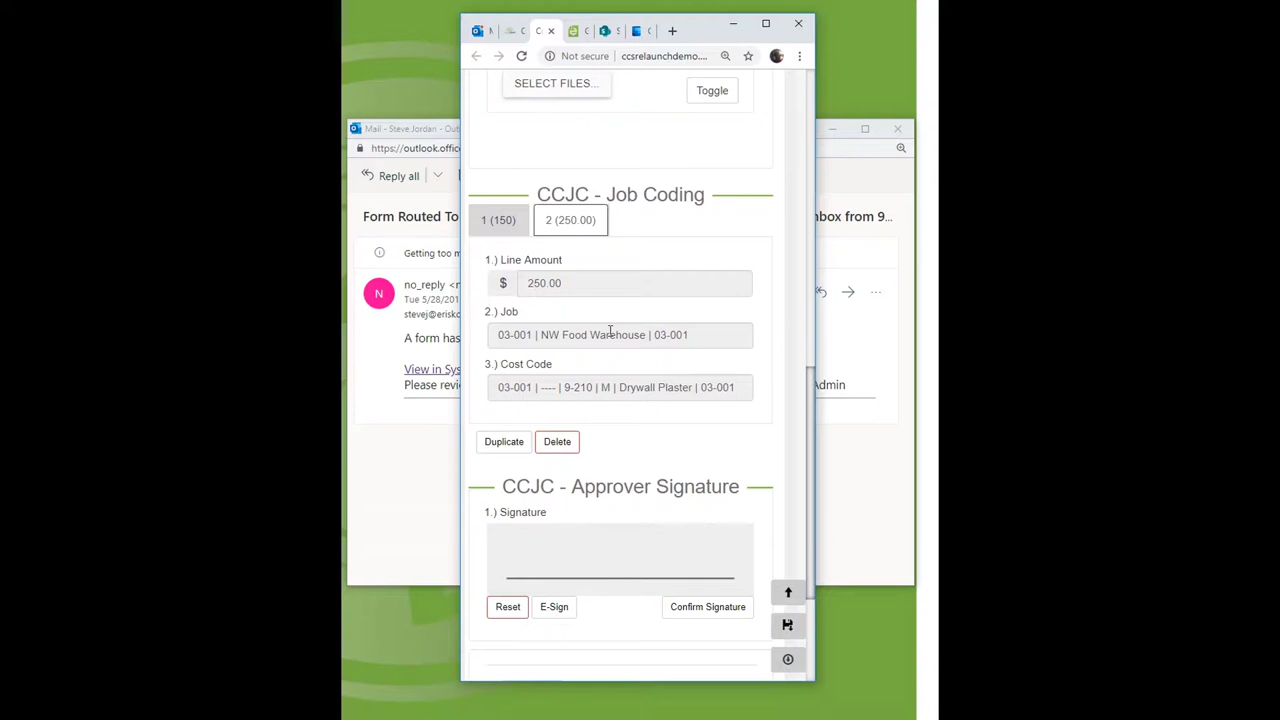 M
C
C
C
S
C
Not secure
ccsrelaunchdemo....
SELECT FILES...
Toggle
Mail - Steve Jordan - Out
https://outlook.offic
Reply all
Form Routed To
nbox from 9...
Getting too m
N
no_reply <n
Tue 5/28/201
stevej@erisko
A form has
View in Sys
Please revie
Admin
CCJC - Job Coding
1 (150)
2 (250.00)
1.) Line Amount
$ 250.00
2.) Job
03-001 | NW Food Warehouse | 03-001
3.) Cost Code
03-001 | ---- | 9-210 | M | Drywall Plaster | 03-001
Duplicate
Delete
CCJC - Approver Signature
1.) Signature
Reset
E-Sign
Confirm Signature